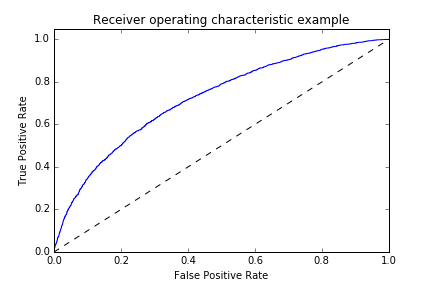 Receiver operating characteristic example
1.0
0.8
0.6
0.4
0.2
0.0
True Positive Rate
0.0 0.2 0.4 0.6 0.8 1.0
False Positive Rate